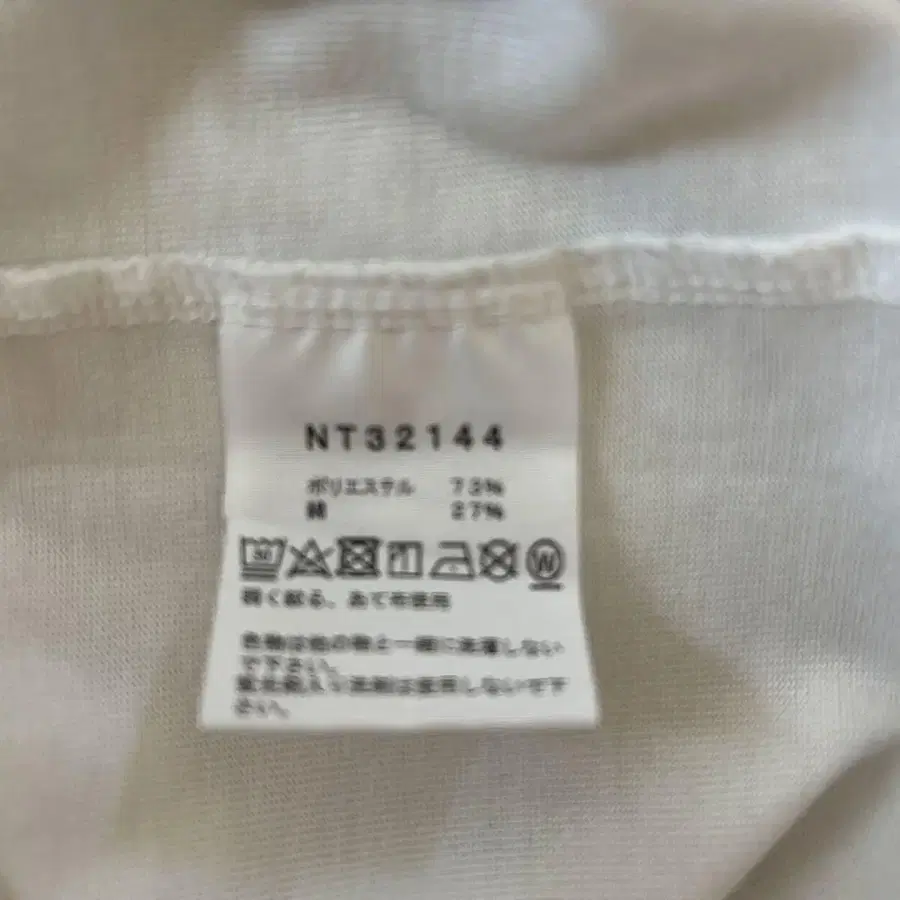 NT32144
ポリエステル 73%
綿 27%
W
弱く絞る、あて布使用
色物は他の物と一緒に洗濯しない
で下さい。
蛍光剤入り洗剤は使用しないで下
さい。